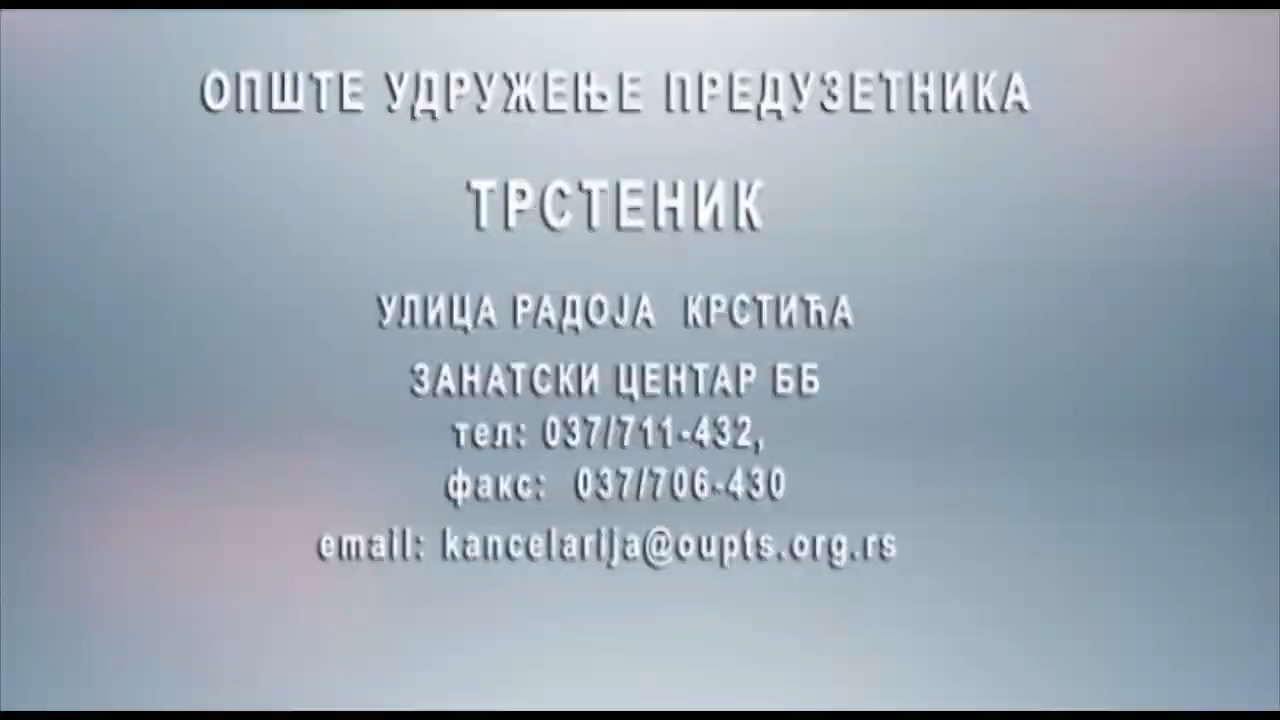 ОПШТЕ УДРУЖЕЊЕ ПРЕДУЗЕТНИКА
ТРСТЕНИК
УЛИЦА РАДОЈА КРСТИЋА
ЗАНАТСКИ ЦЕНТАР ББ
тел: 037/711-432,
факс: 037/706-430
email: kancelarija@oupts.org.rs